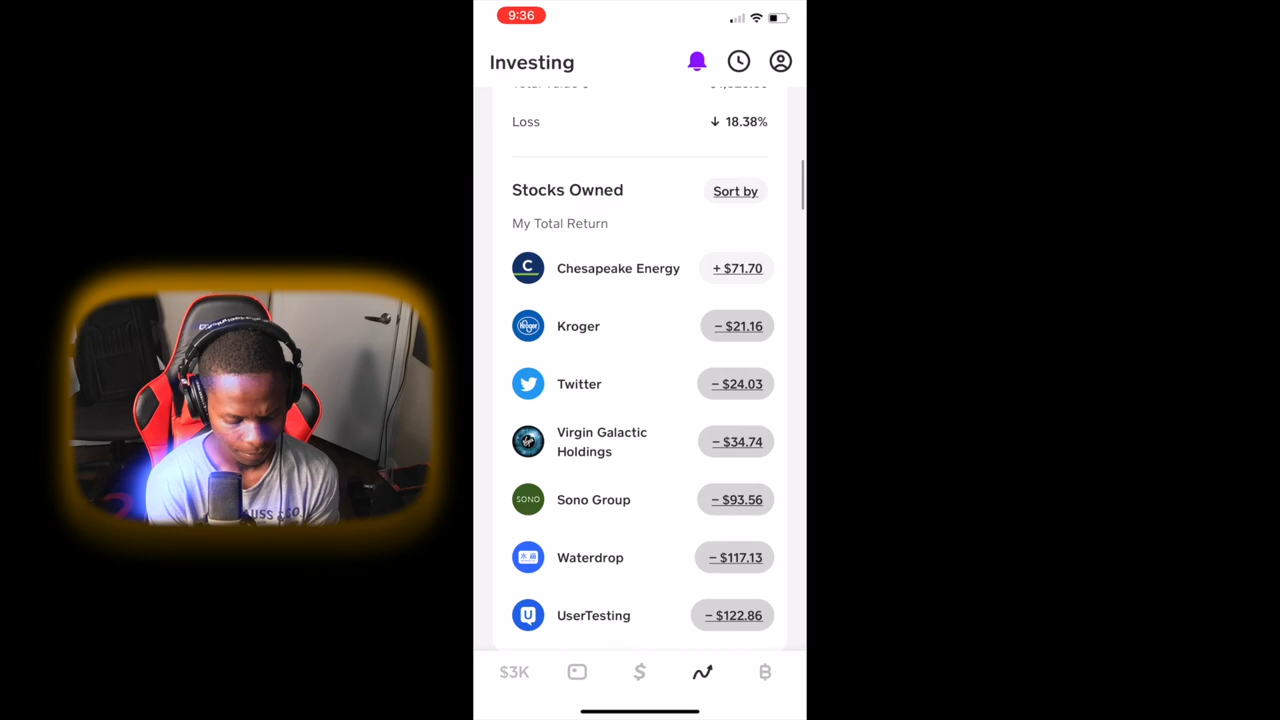 9:36
Investing
Loss ↓ 18.38%
Stocks Owned Sort by
My Total Return
C Chesapeake Energy + $71.70
Kroger Kroger – $21.16
Twitter – $24.03
Virgin Galactic
Holdings – $34.74
SONO Sono Group – $93.56
Waterdrop – $117.13
U UserTesting – $122.86
$3K $